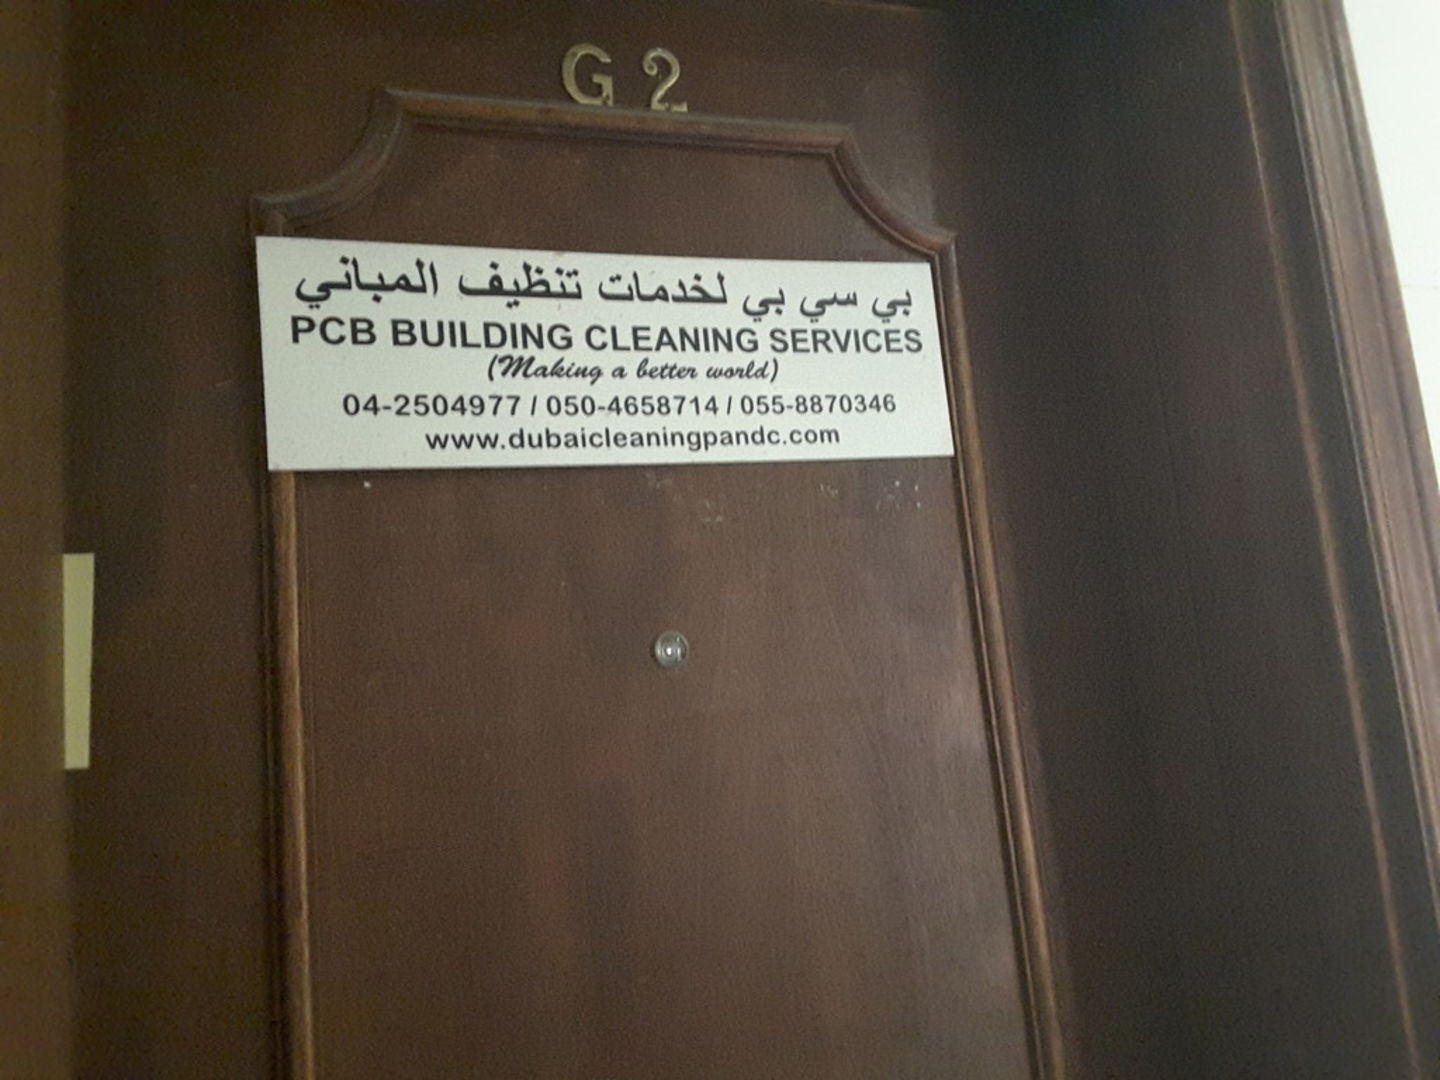 G 2
بي سي بي لخدمات تنظيف المباني
PCB BUILDING CLEANING SERVICES
(Making a better world)
04-2504977 / 050-4658714 / 055-8870346
www.dubaicleaningpandc.com